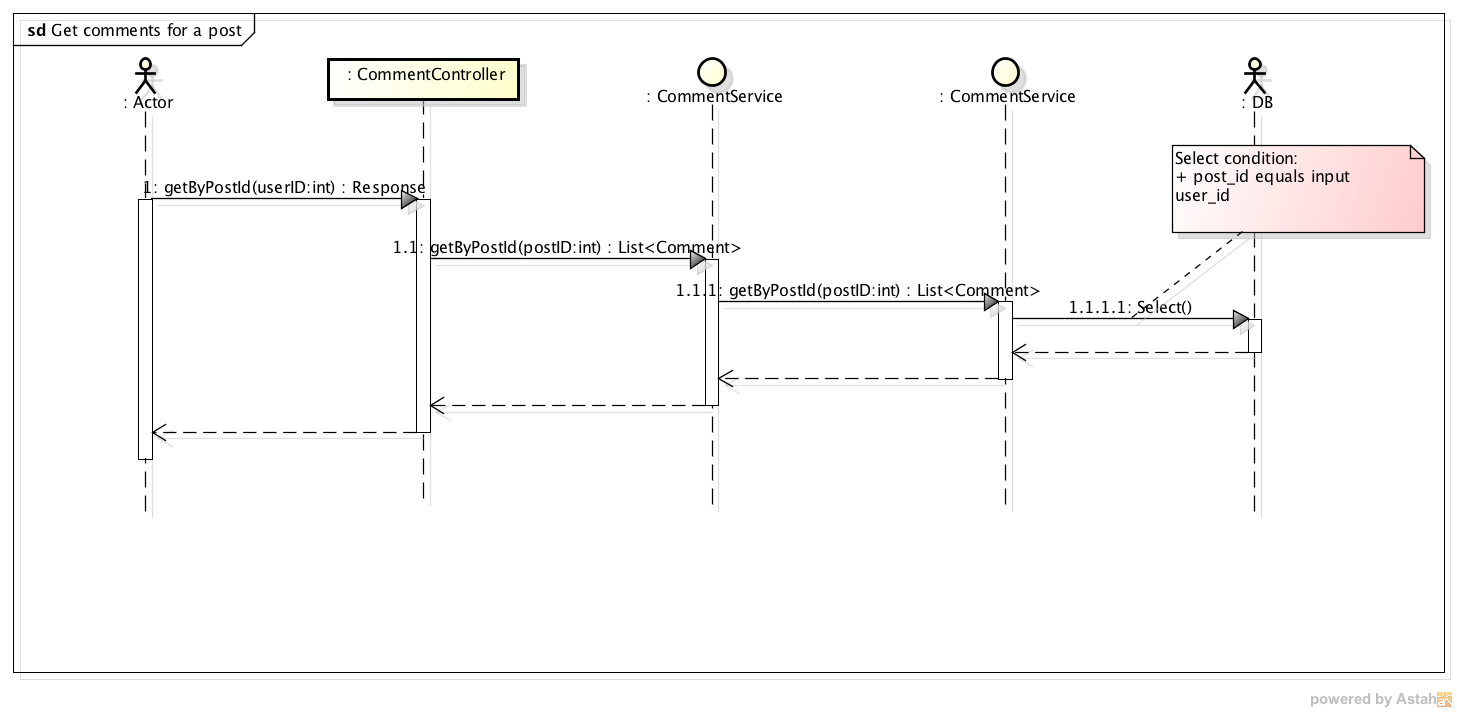 sd Get comments for a post
: Actor
: CommentController
: CommentService
: CommentService
: DB
Select condition:
+ post_id equals input
user_id
1: getByPostId(userID:int) : Response
1.1: getByPostId(postID:int) : List<Comment>
1.1.1: getByPostId(postID:int) : List<Comment>
1.1.1.1: Select()
powered by Astah